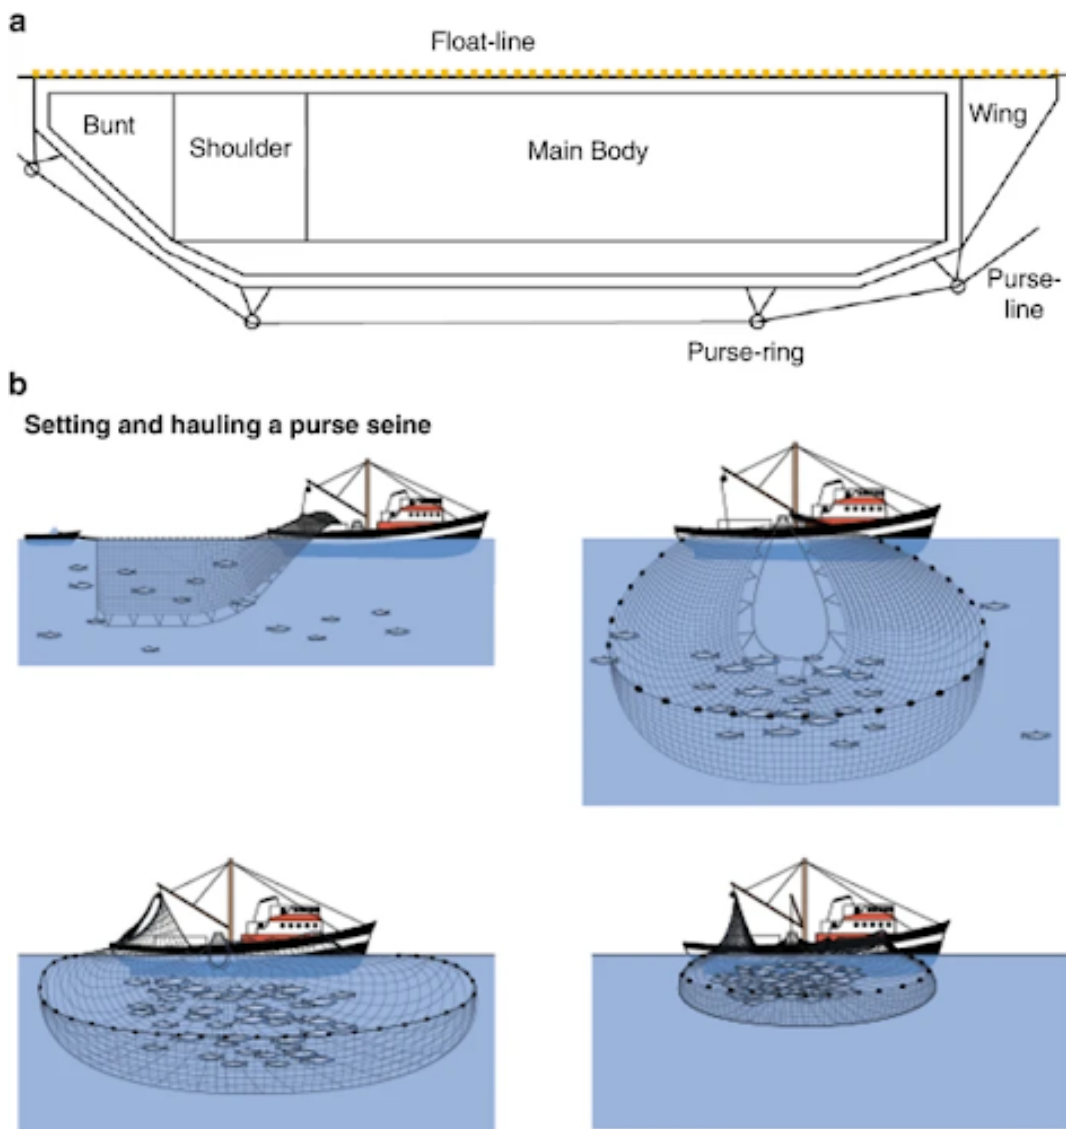 a
Float-line
Bunt
Shoulder
Main Body
Wing
Purse-
line
Purse-ring
b
Setting and hauling a purse seine